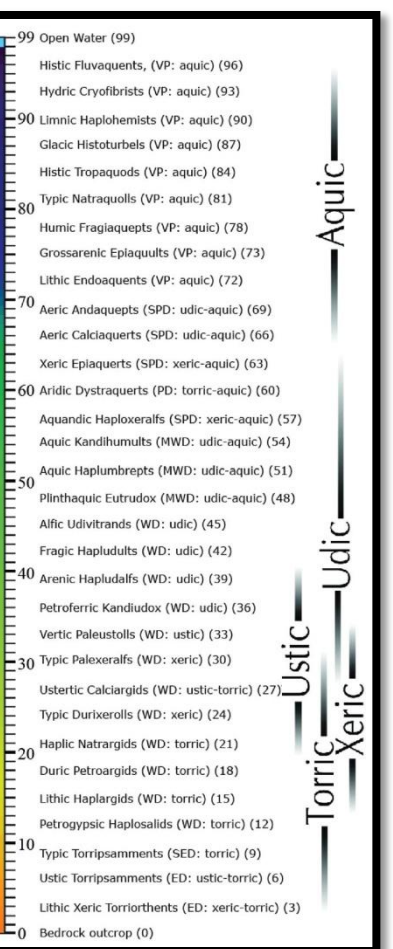 99 Open Water (99)
Histic Fluvaquents, (VP: aquic) (96)
Hydric Cryofibrists (VP: aquic) (93)
90 Limnic Haplohemists (VP: aquic) (90)
Glacic Histoturbels (VP: aquic) (87)
Histic Tropaquods (VP: aquic) (84)
Typic Natraquolls (VP: aquic) (81)
80
Humic Fragiaquepts (VP: aquic) (78)
Grossarenic Epiaquults (VP: aquic) (73)
Lithic Endoaquents (VP: aquic) (72)
70
Aeric Andaquepts (SPD: udic-aquic) (69)
Aeric Calciaquerts (SPD: udic-aquic) (66)
Xeric Epiaquerts (SPD: xeric-aquic) (63)
60 Aridic Dystraquerts (PD: torric-aquic) (60)
Aquandic Haploxeralfs (SPD: xeric-aquic) (57)
Aquic Kandihumults (MWD: udic-aquic) (54)
Aquic Haplumbrepts (MWD: udic-aquic) (51)
50
Plinthaquic Eutrudox (MWD: udic-aquic) (48)
Alfic Udivitrands (WD: udic) (45)
Fragic Hapludults (WD: udic) (42)
40
Arenic Hapludalfs (WD: udic) (39)
Petroferric Kandiudox (WD: udic) (36)
Vertic Paleustolls (WD: ustic) (33)
30 Typic Palexeralfs (WD: xeric) (30)
Ustertic Calciargids (WD: ustic-torric) (27)
Typic Durixerolls (WD: xeric) (24)
Haplic Natrargids (WD: torric) (21)
20
Duric Petroargids (WD: torric) (18)
Lithic Haplargids (WD: torric) (15)
Petrogypsic Haplosalids (WD: torric) (12)
10
Typic Torripsamments (SED: torric) (9)
Ustic Torripsamments (ED: ustic-torric) (6)
Lithic Xeric Torriorthents (ED: xeric-torric) (3)
0 Bedrock outcrop (0)
Aquic
Udic
Ustic
Xeric
Torric